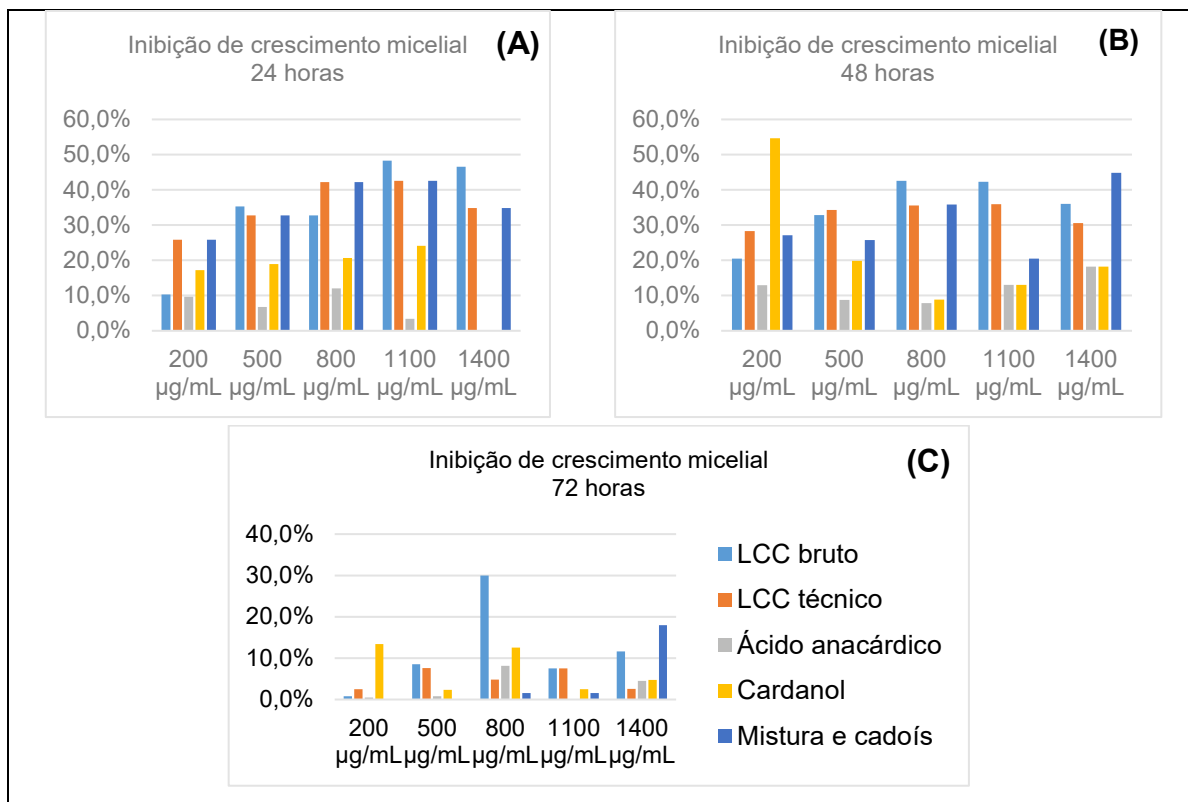 Inibição de crescimento micelial
24 horas
(A)
60,0%
50,0%
40,0%
30,0%
20,0%
10,0%
0,0%
200
µg/mL
500
µg/mL
800
µg/mL
1100
µg/mL
1400
µg/mL
Inibição de crescimento micelial
48 horas
(B)
60,0%
50,0%
40,0%
30,0%
20,0%
10,0%
0,0%
200
µg/mL
500
µg/mL
800
µg/mL
1100
µg/mL
1400
µg/mL
Inibição de crescimento micelial
72 horas
(C)
40,0%
30,0%
20,0%
10,0%
0,0%
200
µg/mL
500
µg/mL
800
µg/mL
1100
µg/mL
1400
µg/mL
LCC bruto
LCC técnico
Ácido anacárdico
Cardanol
Mistura e cadoís